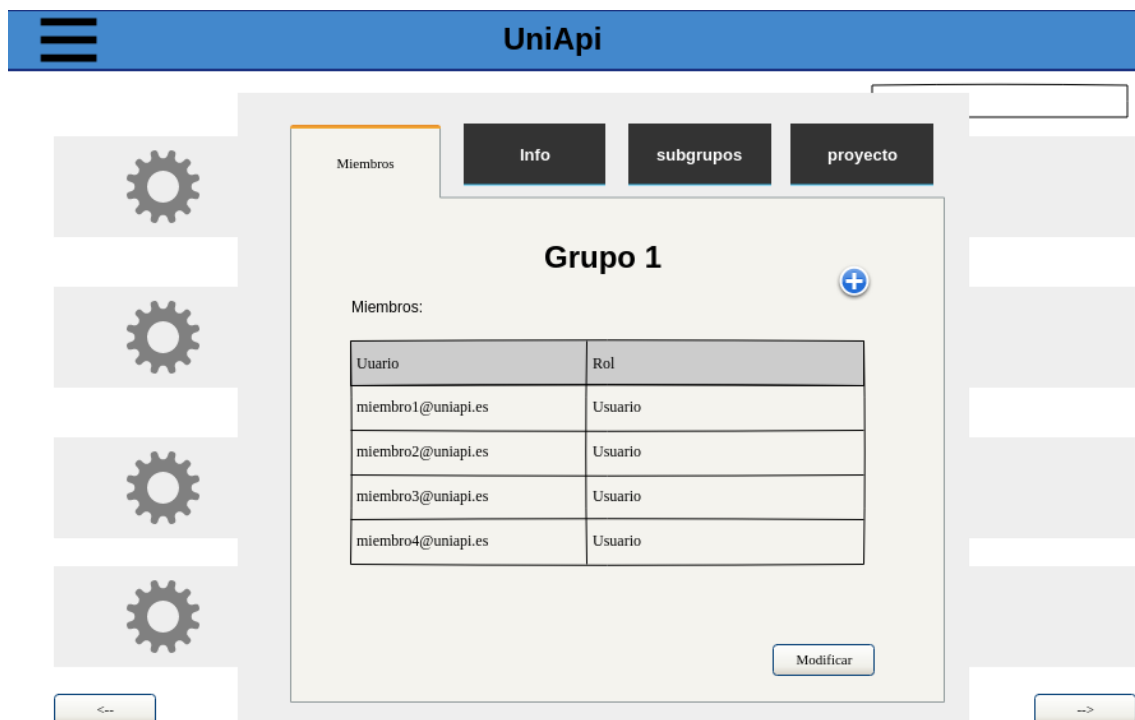 UniApi
Miembros
Info
subgrupos
proyecto
Grupo 1
Miembros:
Uuario Rol
miembro1@uniapi.es Usuario
miembro2@uniapi.es Usuario
miembro3@uniapi.es Usuario
miembro4@uniapi.es Usuario
Modificar
<--
-->